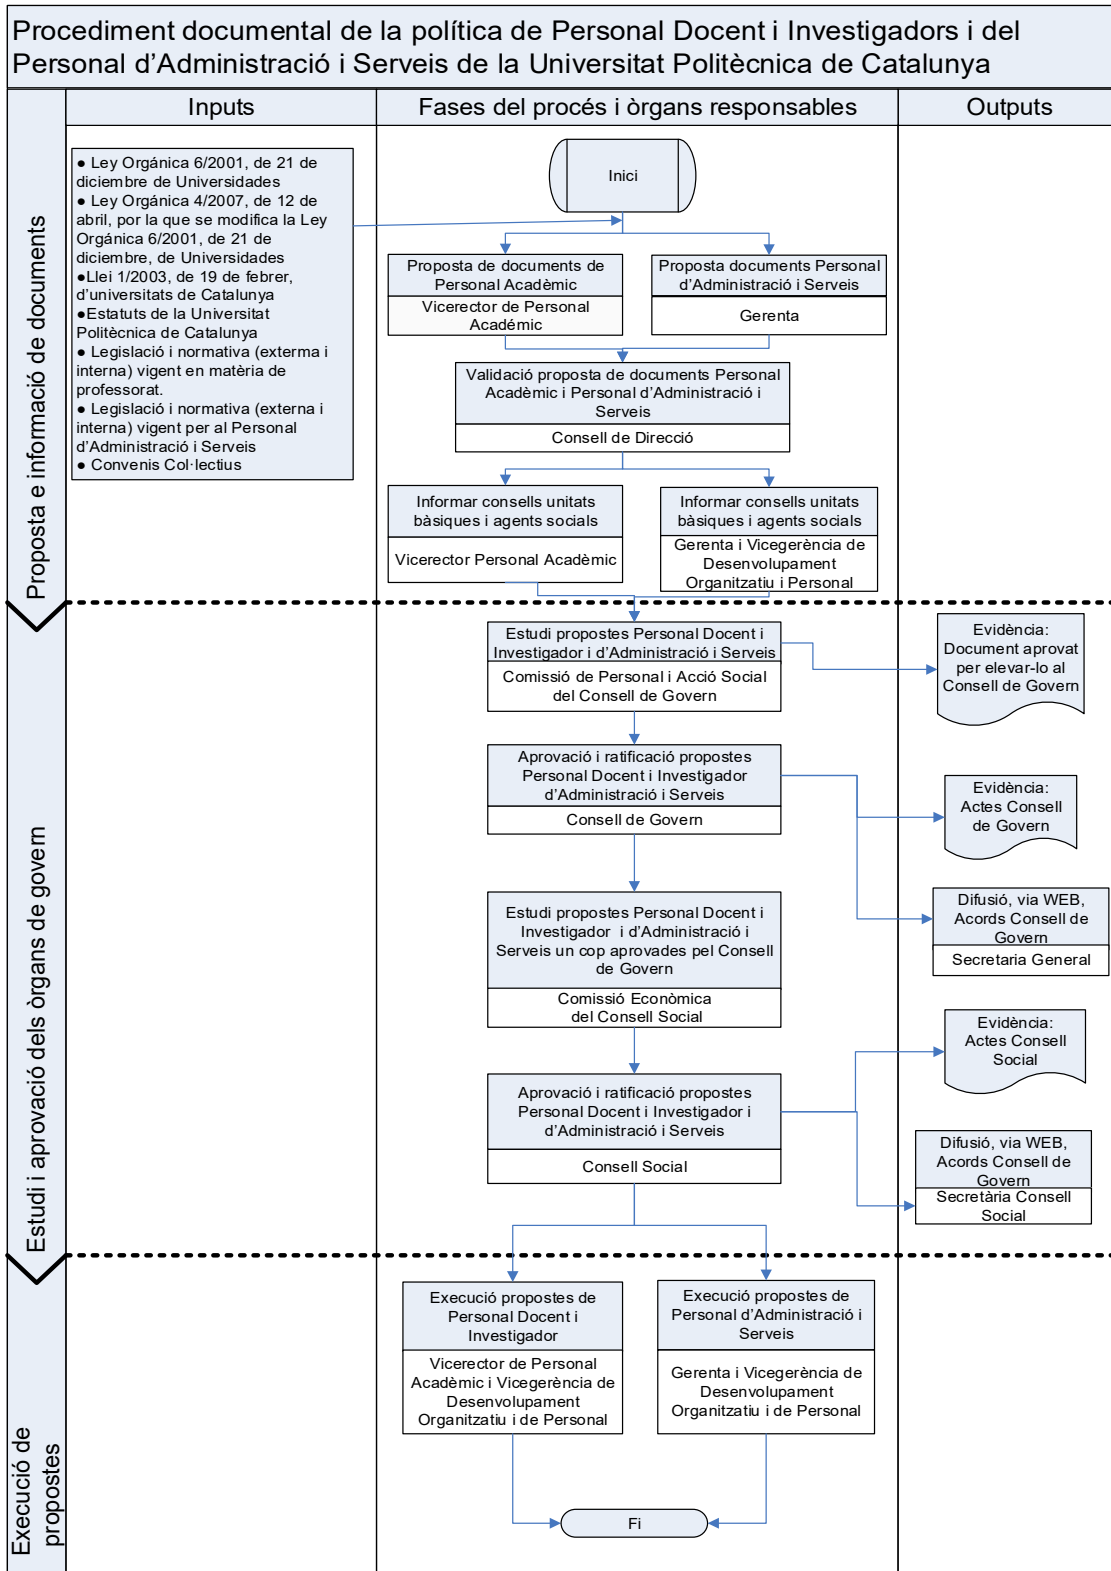 Procediment documental de la política de Personal Docent i Investigadors i del
Personal d'Administració i Serveis de la Universitat Politècnica de Catalunya
Inputs
Fases del procés i òrgans responsables
Outputs
Proposta e informació de documents
● Ley Orgánica 6/2001, de 21 de
diciembre de Universidades
● Ley Orgánica 4/2007, de 12 de
abril, por la que se modifica la Ley
Orgánica 6/2001, de 21 de
diciembre, de Universidades
●Llei 1/2003, de 19 de febrer,
d'universitats de Catalunya
●Estatuts de la Universitat
Politècnica de Catalunya
● Legislació i normativa (exterma i
interna) vigent en matèria de
professorat.
● Legislació i normativa (externa i
interna) vigent per al Personal
d'Administració i Serveis
● Convenis Col·lectius
Inici
Proposta de documents de
Personal Acadèmic
Vicerector de Personal
Académic
Proposta documents Personal
d'Administració i Serveis
Gerenta
Validació proposta de documents Personal
Acadèmic i Personal d'Administració i
Serveis
Consell de Direcció
Informar consells unitats
bàsiques i agents socials
Vicerector Personal Acadèmic
Informar consells unitats
bàsiques i agents socials
Gerenta i Vicegerència de
Desenvolupament
Organitzatiu i Personal
Estudi i aprovació dels òrgans de govern
Estudi propostes Personal Docent i
Investigador i d'Administració i Serveis
Comissió de Personal i Acció Social
del Consell de Govern
Evidència:
Document aprovat
per elevar-lo al
Consell de Govern
Aprovació i ratificació propostes
Personal Docent i Investigador
d'Administració i Serveis
Consell de Govern
Evidència:
Actes Consell
de Govern
Difusió, via WEB,
Acords Consell de
Govern
Secretaria General
Estudi propostes Personal Docent i
Investigador  i d'Administració i
Serveis un cop aprovades pel Consell
de Govern
Comissió Econòmica
del Consell Social
Evidència:
Actes Consell
Social
Aprovació i ratificació propostes
Personal Docent i Investigador i
d'Administració i Serveis
Consell Social
Difusió, via WEB,
Acords Consell de
Govern
Secretària Consell
Social
Execució de
propostes
Execució propostes de
Personal Docent i
Investigador
Vicerector de Personal
Acadèmic i Vicegerència de
Desenvolupament
Organitzatiu i de Personal
Execució propostes de
Personal d'Administració i
Serveis
Gerenta i Vicegerència de
Desenvolupament
Organitzatiu i de Personal
Fi